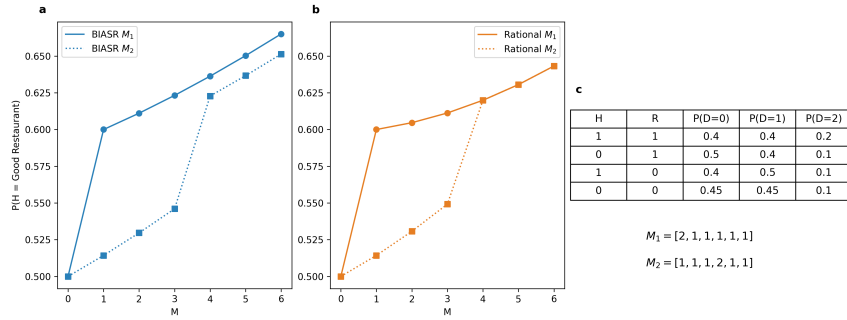 a
BIASR M₁
BIASR M₂
P(H = Good Restaurant)
0.650
0.625
0.600
0.575
0.550
0.525
0.500
0 1 2 3 4 5 6
M
b
Rational M₁
Rational M₂
0.650
0.625
0.600
0.575
0.550
0.525
0.500
0 1 2 3 4 5 6
M
c
H R P(D=0) P(D=1) P(D=2)
1 1 0.4 0.4 0.2
0 1 0.5 0.4 0.1
1 0 0.4 0.5 0.1
0 0 0.45 0.45 0.1
M₁ = [2, 1, 1, 1, 1, 1]
M₂ = [1, 1, 1, 2, 1, 1]